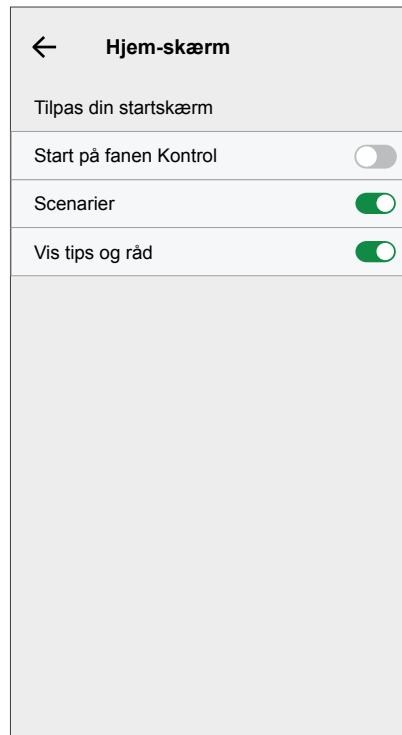 Hjem-skærm
Tilpas din startskærm
Start på fanen Kontrol
Scenarier
Vis tips og råd